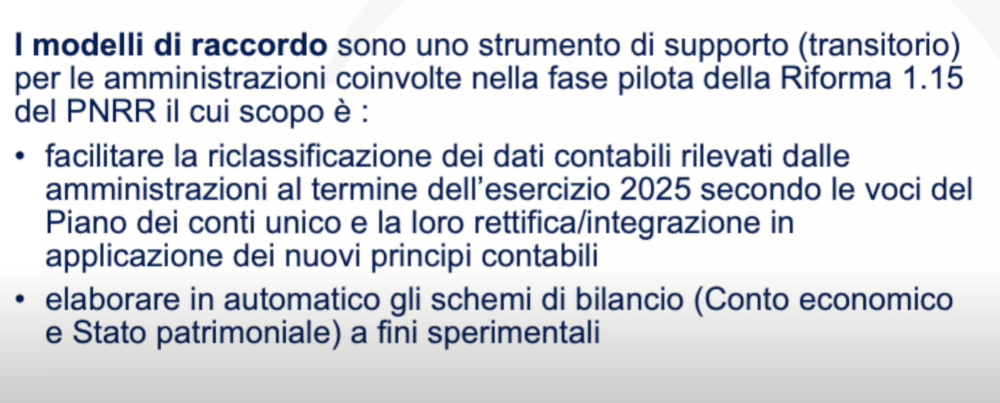 I modelli di raccordo sono uno strumento di supporto (transitorio)
per le amministrazioni coinvolte nella fase pilota della Riforma 1.15
del PNRR il cui scopo è :
• facilitare la riclassificazione dei dati contabili rilevati dalle
amministrazioni al termine dell’esercizio 2025 secondo le voci del
Piano dei conti unico e la loro rettifica/integrazione in
applicazione dei nuovi principi contabili
• elaborare in automatico gli schemi di bilancio (Conto economico
e Stato patrimoniale) a fini sperimentali